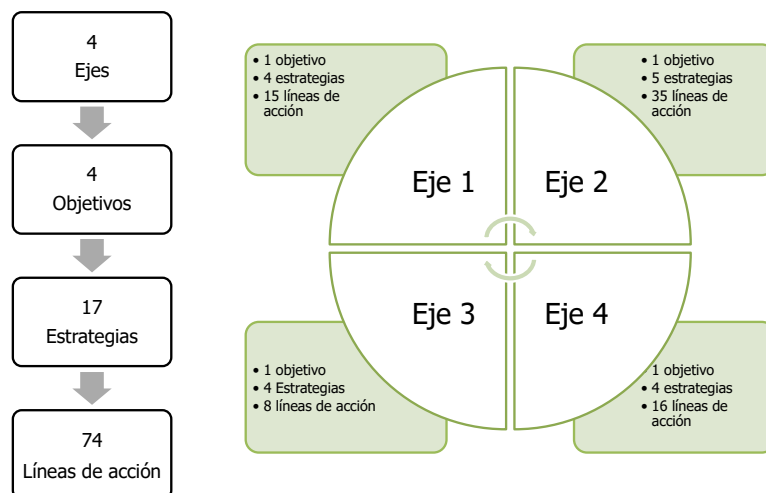 4
Ejes
4
Objetivos
17
Estrategias
74
Líneas de acción
• 1 objetivo
• 4 estrategias
• 15 líneas de
acción
• 1 objetivo
• 5 estrategias
• 35 líneas de
acción
Eje 1
Eje 2
Eje 3
Eje 4
• 1 objetivo
• 4 Estrategias
• 8 líneas de acción
• 1 objetivo
• 4 estrategias
• 16 líneas de
acción